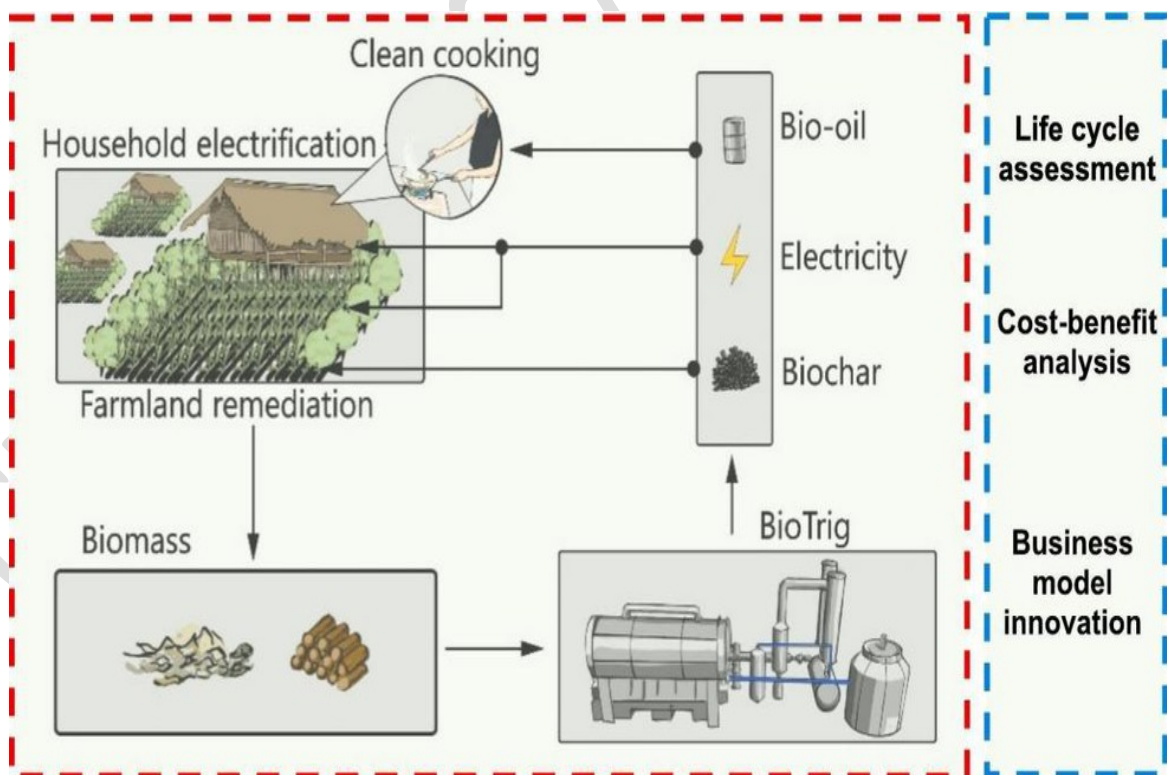 Clean cooking
Household electrification
Farmland remediation
Bio-oil
Electricity
Biochar
Biomass
BioTrig
Life cycle
assessment
Cost-benefit
analysis
Business
model
innovation